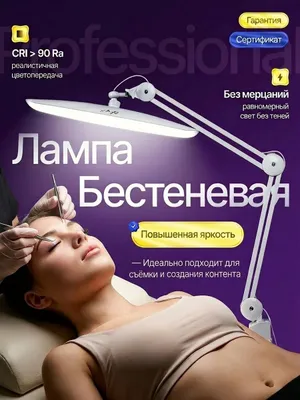 Professional
Гарантия
Сертификат
CRI > 90 Ra
реалистичная
цветопередача
Без мерцаний
равномерный
свет без теней
Лампа
Бестеневая
Повышенная яркость
— Идеально подходит для
съёмки и создания контента